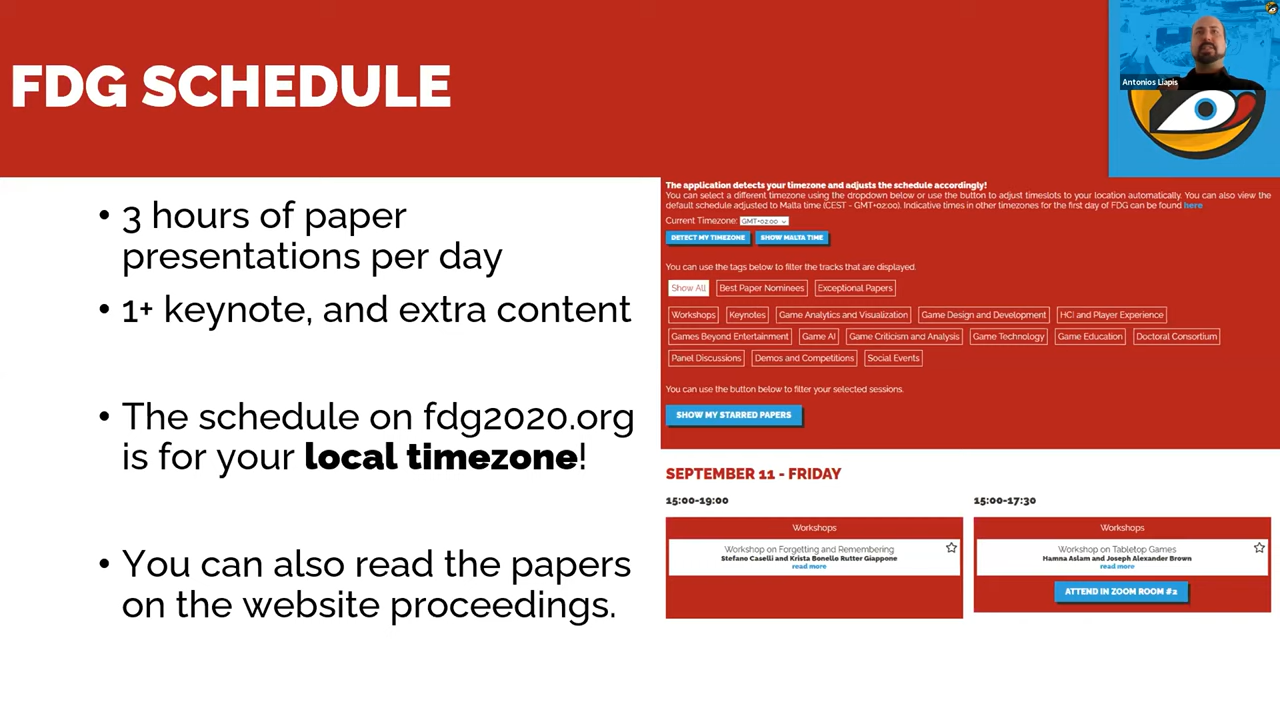 FDG SCHEDULE
Antonios Liapis
• 3 hours of paper
presentations per day
• 1+ keynote, and extra content
• The schedule on fdg2020.org
is for your local timezone!
• You can also read the papers
on the website proceedings.
The application detects your timezone and adjusts the schedule accordingly!
You can select a different timezone using the dropdown below or use the button to adjust timeslots to your location automatically. You can also view the
default schedule adjusted to Malta time (CEST - GMT+02:00). Indicative times in other timezones for the first day of FDG can be found here
Current Timezone: GMT+02:00
DETECT MY TIMEZONE SHOW MALTA TIME
You can use the tags below to filter the tracks that are displayed.
Show All Best Paper Nominees Exceptional Papers
Workshops Keynotes Game Analytics and Visualization Game Design and Development HCI and Player Experience
Games Beyond Entertainment Game AI Game Criticism and Analysis Game Technology Game Education Doctoral Consortium
Panel Discussions Demos and Competitions Social Events
You can use the button below to filter your selected sessions.
SHOW MY STARRED PAPERS
SEPTEMBER 11 - FRIDAY
15:00-19:00
Workshops
Workshop on Forgetting and Remembering
Stefano Caselli and Krista Bonello Rutter Giappone
read more
15:00-17:30
Workshops
Workshop on Tabletop Games
Hamna Aslam and Joseph Alexander Brown
read more
ATTEND IN ZOOM ROOM #2